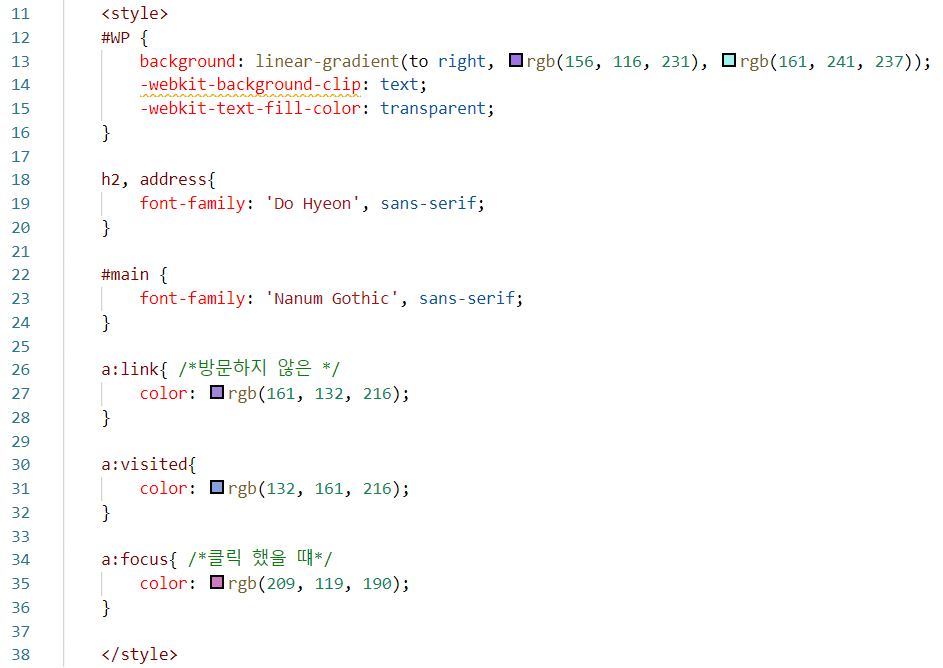 11 <style>
12 #WP {
13 background: linear-gradient(to right, rgb(156, 116, 231), rgb(161, 241, 237));
14 -webkit-background-clip: text;
15 -webkit-text-fill-color: transparent;
16 }
17
18 h2, address{
19 font-family: 'Do Hyeon', sans-serif;
20 }
21
22 #main {
23 font-family: 'Nanum Gothic', sans-serif;
24 }
25
26 a:link{ /*방문하지 않은 */
27 color: rgb(161, 132, 216);
28 }
29
30 a:visited{
31 color: rgb(132, 161, 216);
32 }
33
34 a:focus{ /*클릭 했을 떄*/
35 color: rgb(209, 119, 190);
36 }
37
38 </style>